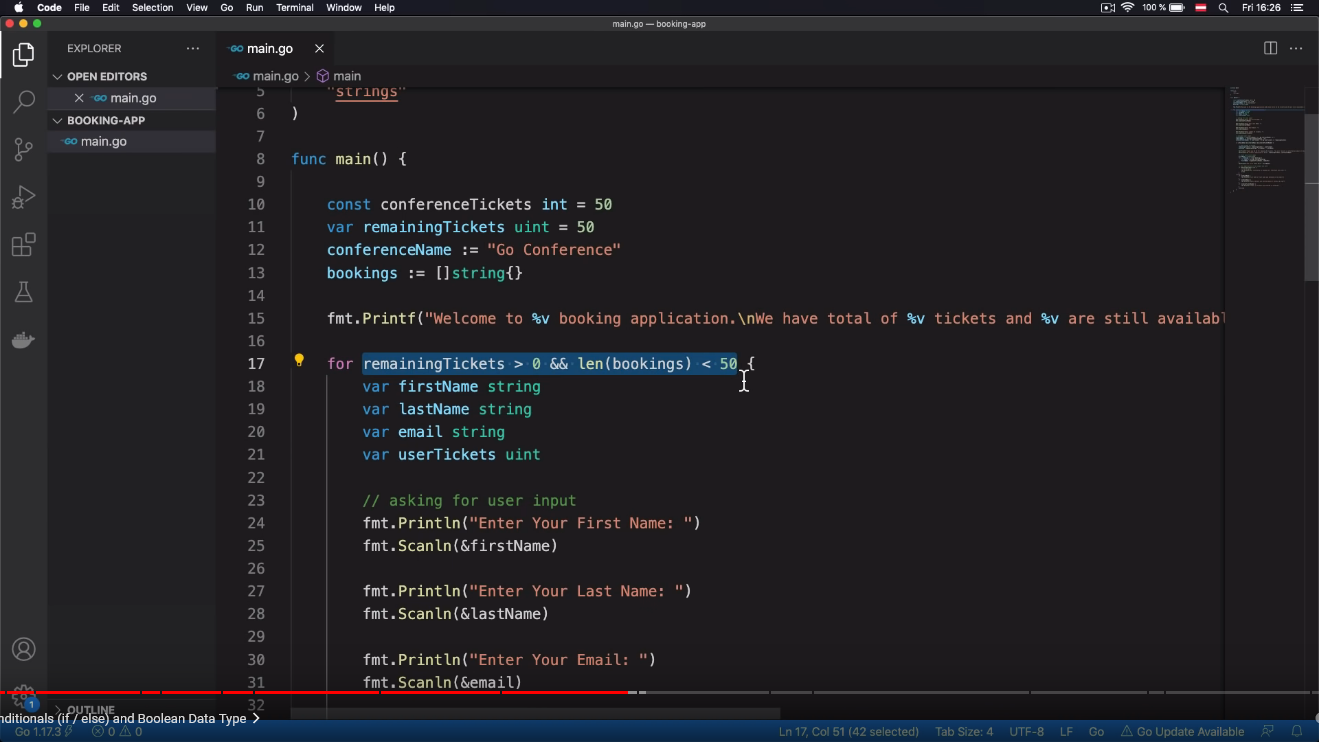 Code File Edit Selection View Go Run Terminal Window Help 100 % Fri 16:26
main.go — booking-app
EXPLORER ···
main.go
main.go > main
OPEN EDITORS
main.go
BOOKING-APP
main.go
5 "strings"
6 )
7
8 func main() {
9
10 const conferenceTickets int = 50
11 var remainingTickets uint = 50
12 conferenceName := "Go Conference"
13 bookings := []string{}
14
15 fmt.Printf("Welcome to %v booking application.\nWe have total of %v tickets and %v are still availabl
16
17 for remainingTickets > 0 && len(bookings) < 50 {
18 var firstName string
19 var lastName string
20 var email string
21 var userTickets uint
22
23 // asking for user input
24 fmt.Println("Enter Your First Name: ")
25 fmt.Scanln(&firstName)
26
27 fmt.Println("Enter Your Last Name: ")
28 fmt.Scanln(&lastName)
29
30 fmt.Println("Enter Your Email: ")
31 fmt.Scanln(&email)
32
1
OUTLINE
nditionals (if / else) and Boolean Data Type >
Go 1.17.3 0 0 Ln 17, Col 51 (42 selected) Tab Size: 4 UTF-8 LF Go Go Update Available